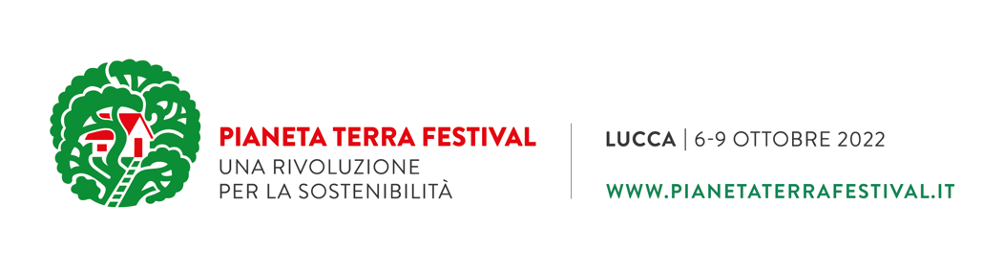 PIANETA TERRA FESTIVAL
UNA RIVOLUZIONE
PER LA SOSTENIBILITÀ
LUCCA | 6-9 OTTOBRE 2022
WWW.PIANETATERRAFESTIVAL.IT